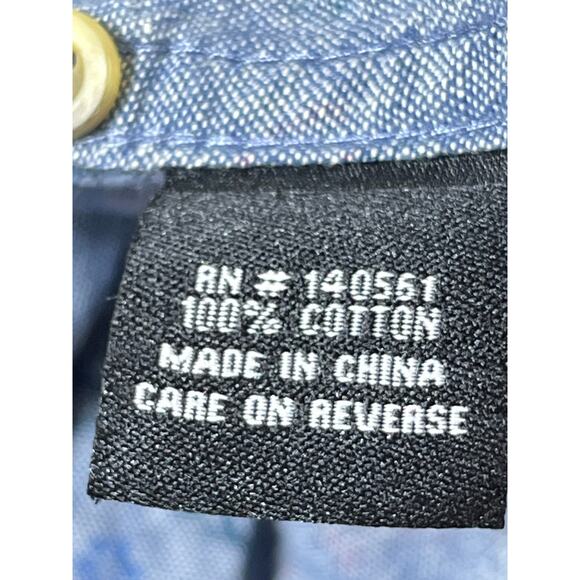 RN # 140561
100% COTTON
MADE IN CHINA
CARE ON REVERSE